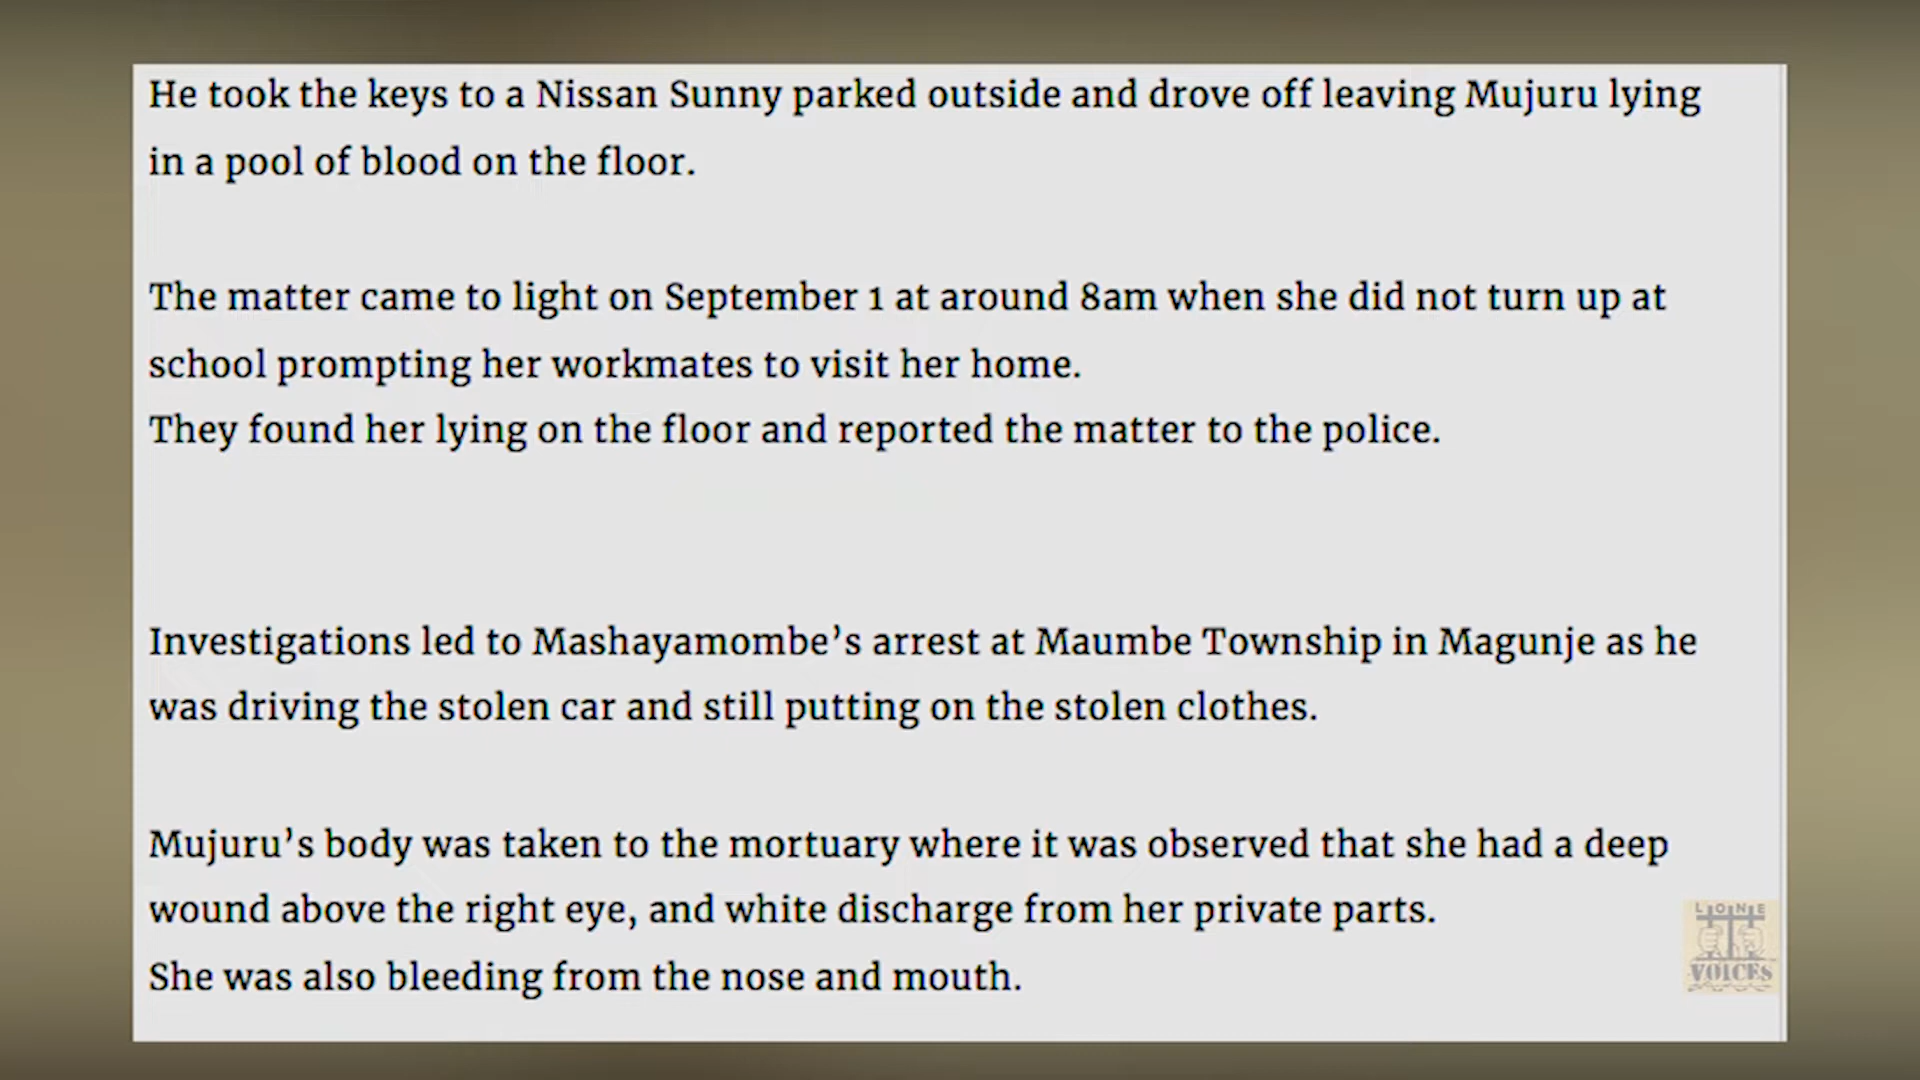 He took the keys to a Nissan Sunny parked outside and drove off leaving Mujuru lying
in a pool of blood on the floor.
The matter came to light on September 1 at around 8am when she did not turn up at
school prompting her workmates to visit her home.
They found her lying on the floor and reported the matter to the police.
Investigations led to Mashayamombe’s arrest at Maumbe Township in Magunje as he
was driving the stolen car and still putting on the stolen clothes.
Mujuru’s body was taken to the mortuary where it was observed that she had a deep
wound above the right eye, and white discharge from her private parts.
She was also bleeding from the nose and mouth.
LONE
VOICES